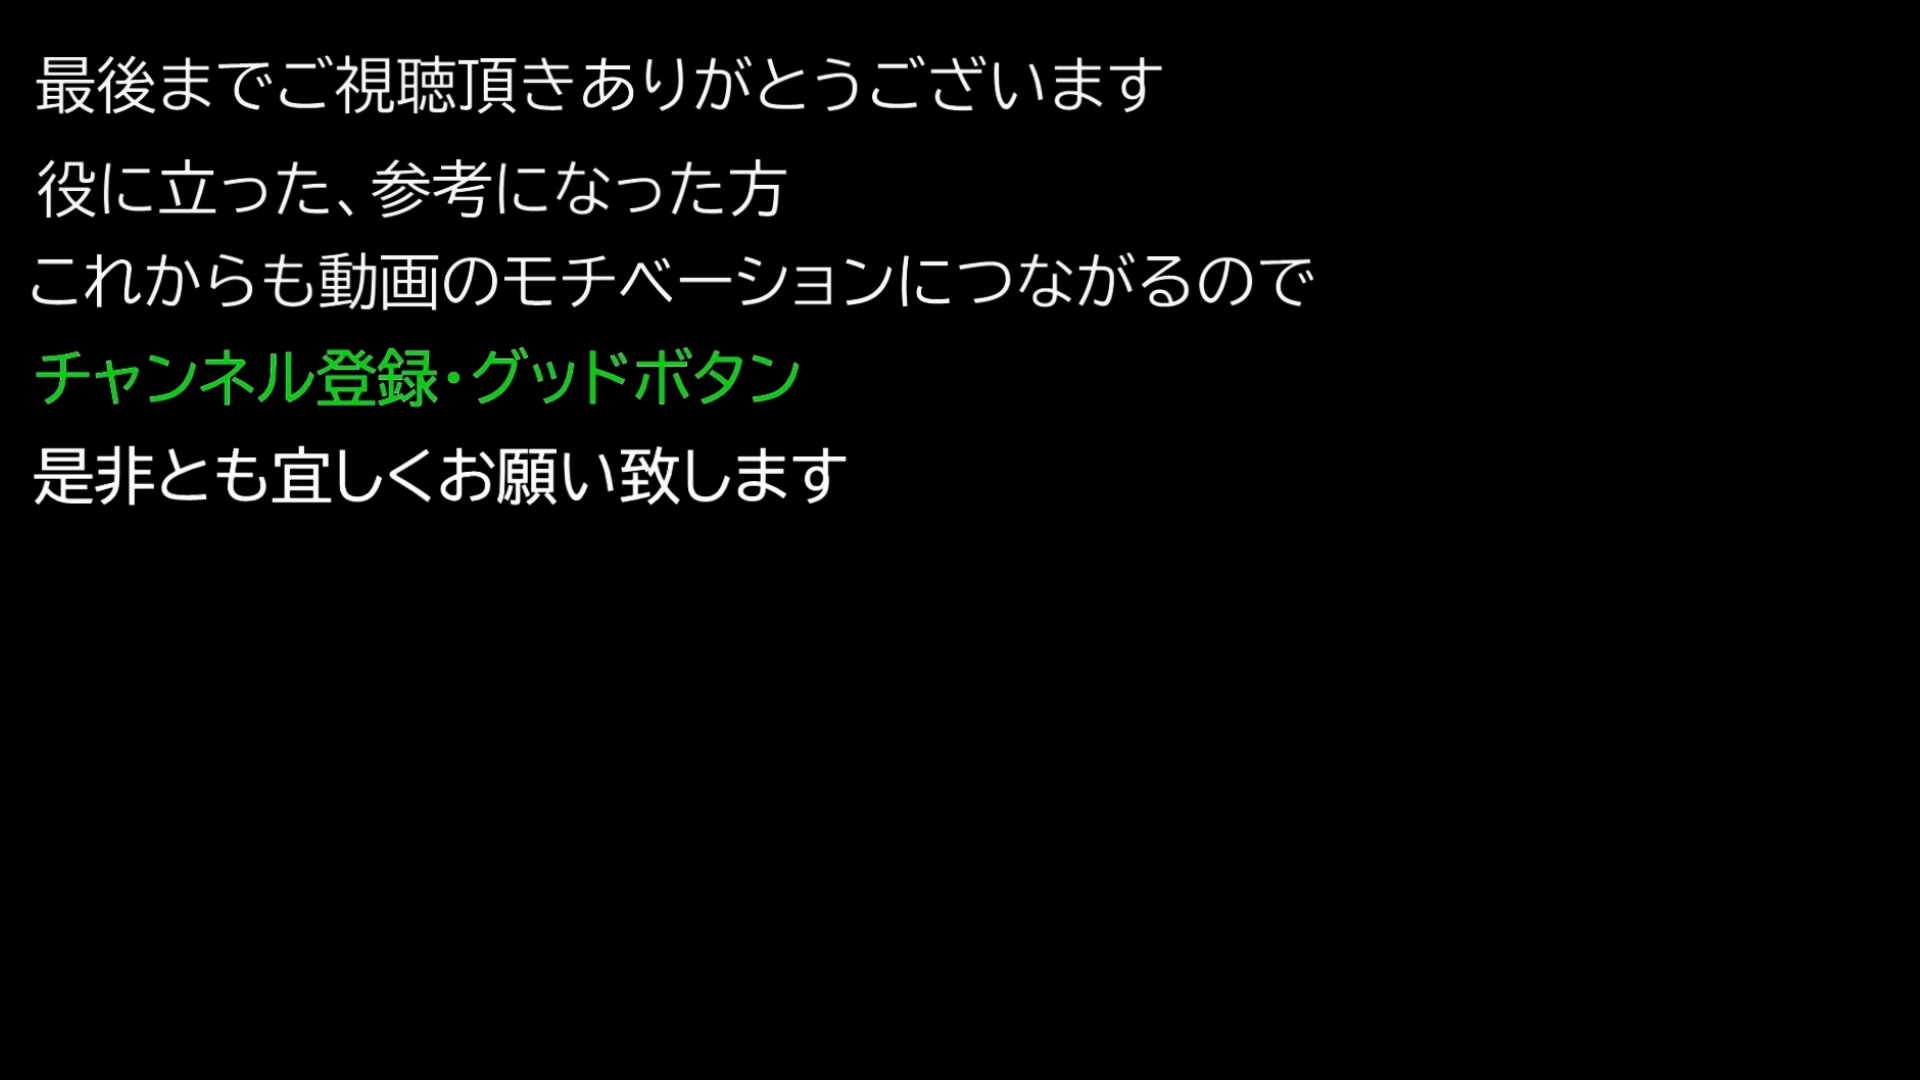 最後までご視聴頂きありがとうございます
役に立った、参考になった方
これからも動画のモチベーションにつながるので
チャンネル登録・グッドボタン
是非とも宜しくお願い致します